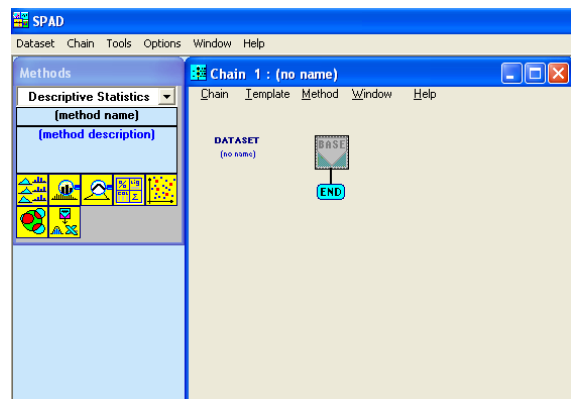 SPAD
Dataset Chain Tools Options Window Help
Methods
Descriptive Statistics
(method name)
(method description)
Chain 1 : (no name)
Chain Template Method Window Help
DATASET
(no name)
BASE
END